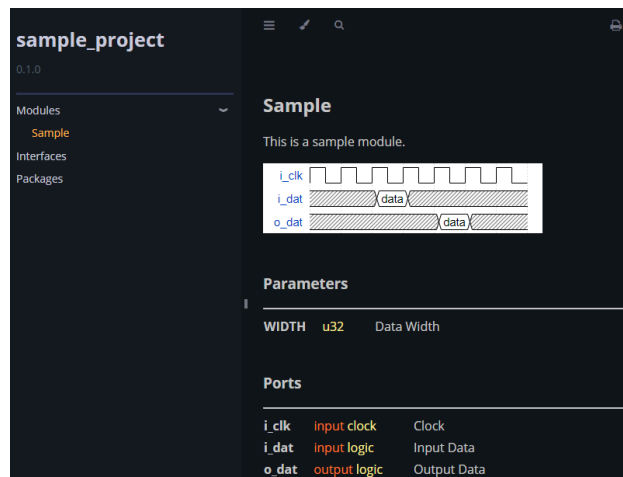 sample_project
0.1.0
Modules
Sample
Interfaces
Packages
Sample
This is a sample module.
i_clk
i_dat data
o_dat data
Parameters
WIDTH u32 Data Width
Ports
i_clk input clock Clock
i_dat input logic Input Data
o_dat output logic Output Data